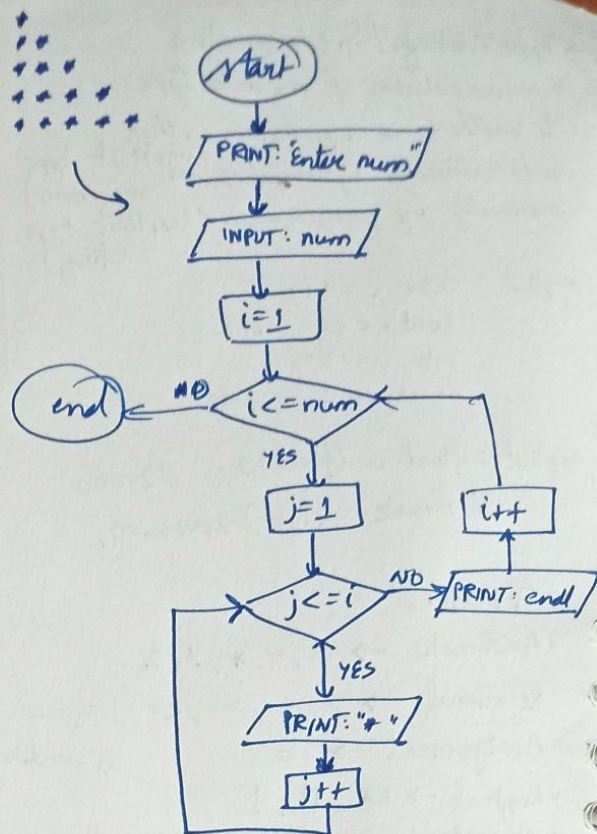 *
* *
* * *
* * * *
* * * * *
start
PRINT: "Enter num"
INPUT: num
i=1
i<=num
NO
end
YES
j=1
i++
j<=i
NO
PRINT: endl
YES
PRINT: "* "
j++